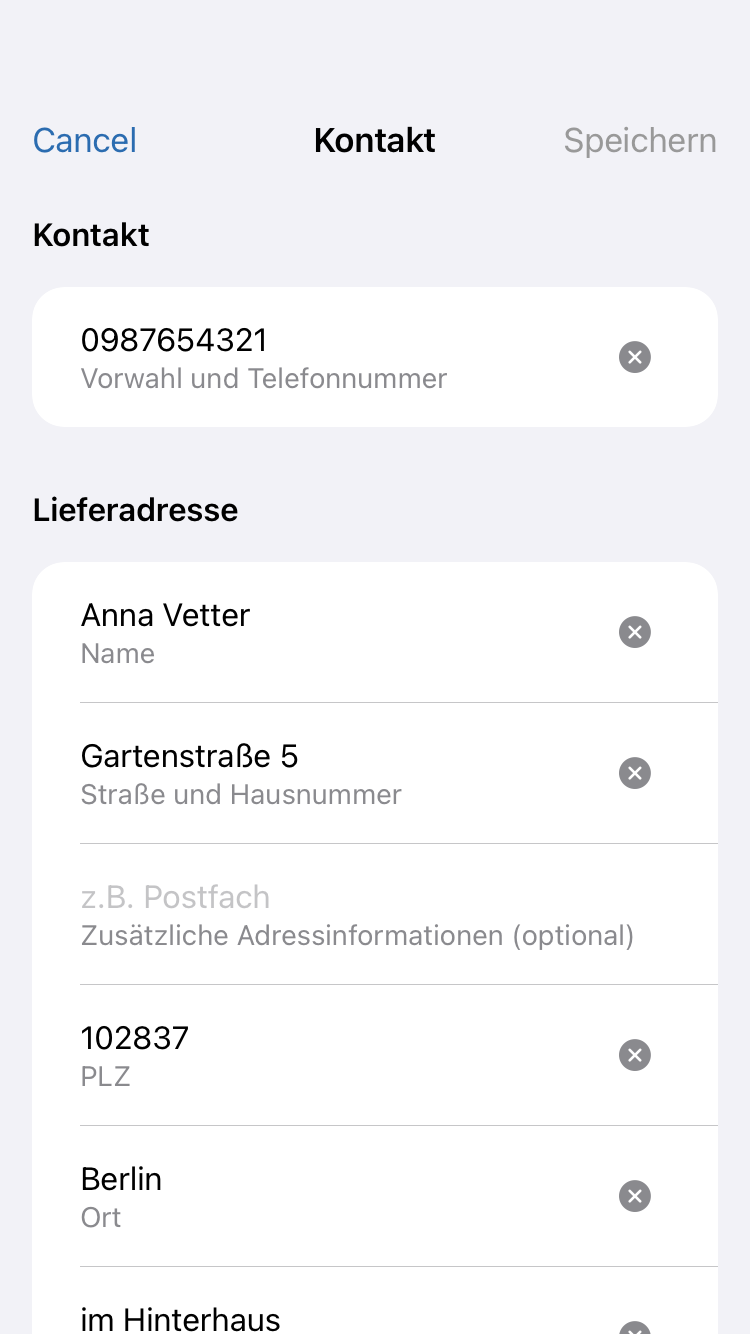 Cancel Kontakt Speichern
Kontakt
0987654321
Vorwahl und Telefonnummer
Lieferadresse
Anna Vetter
Name
Gartenstraße 5
Straße und Hausnummer
z.B. Postfach
Zusätzliche Adressinformationen (optional)
102837
PLZ
Berlin
Ort
im Hinterhaus